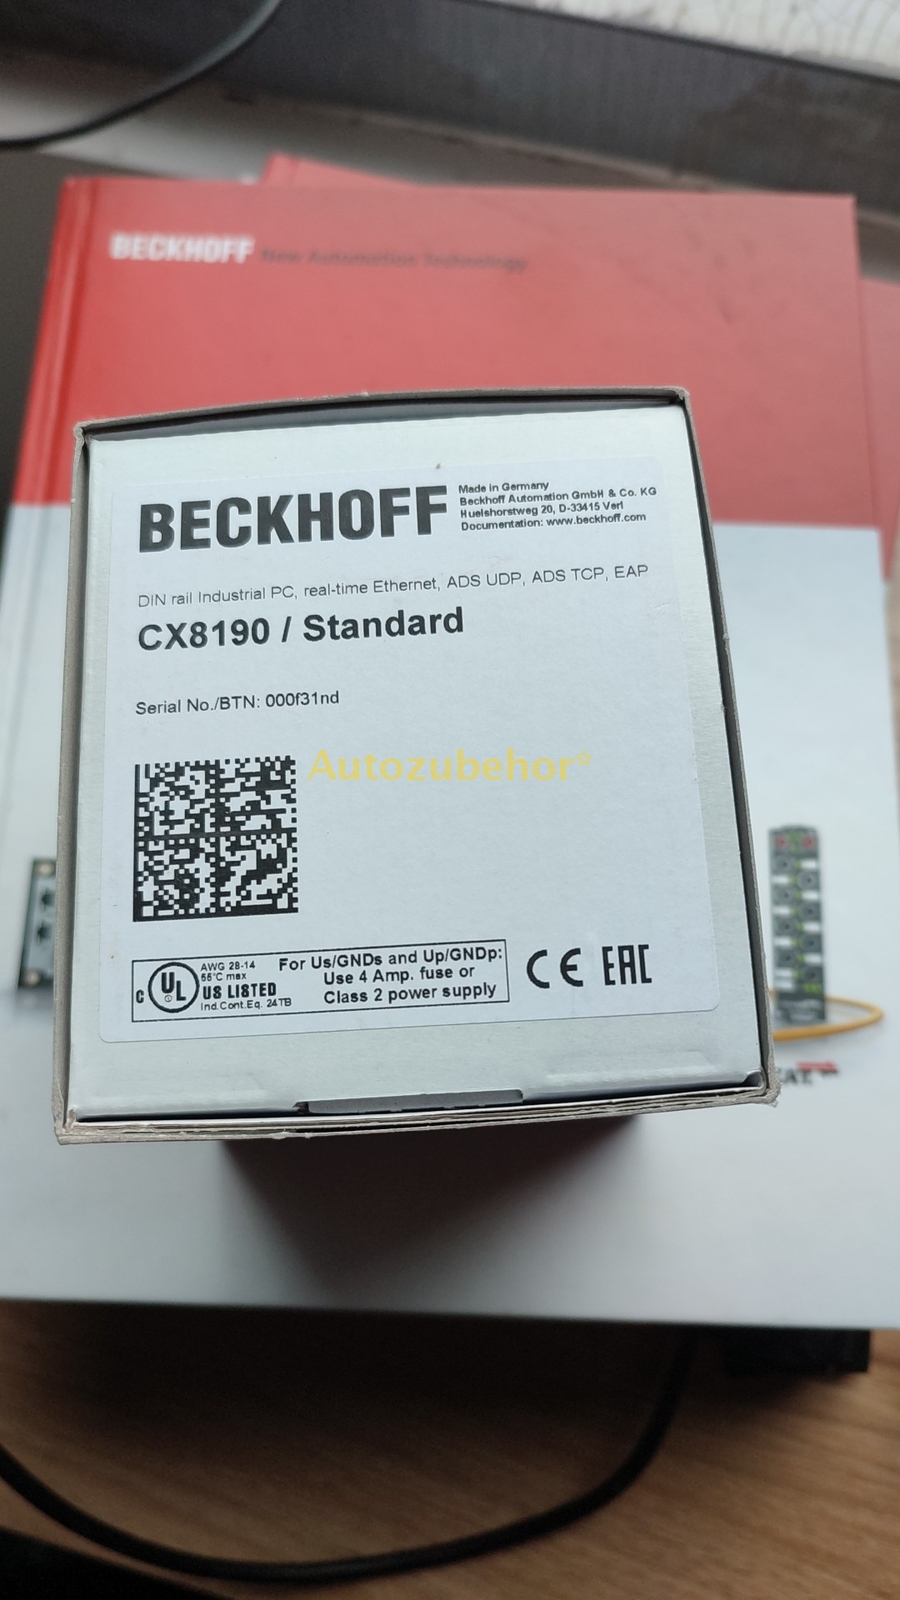 BECKHOFF New Automation Technology
BECKHOFF
Made in Germany
Beckhoff Automation GmbH & Co. KG
Huelshorstweg 20, D-33415 Verl
Documentation: www.beckhoff.com
DIN rail Industrial PC, real-time Ethernet, ADS UDP, ADS TCP, EAP
CX8190 / Standard
Serial No./BTN: 000f31nd
Autozubehor*
C UL US LISTED
AWG 28-14
55°C max
Ind.Cont.Eq. 24TB
For Us/GNDs and Up/GNDp:
Use 4 Amp. fuse or
Class 2 power supply
CE EAC